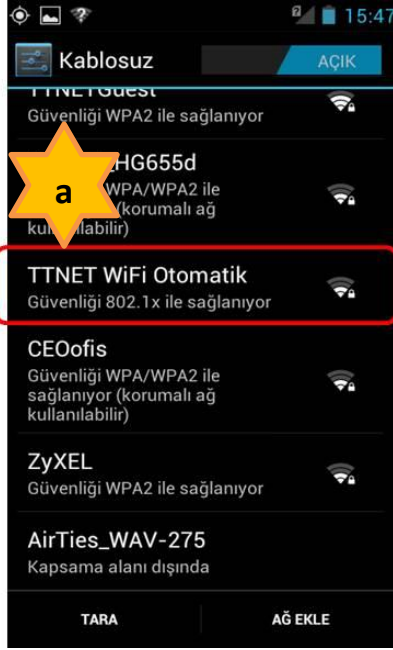 15:47
Kablosuz
AÇIK
TTNETGuest
Güvenliği WPA2 ile sağlanıyor
a
HG655d
WPA/WPA2 ile
(korumalı ağ
TTNET WiFi Otomatik
Güvenliği 802.1x ile sağlanıyor
CEOofis
Güvenliği WPA/WPA2 ile
sağlanıyor (korumalı ağ
kullanılabilir)
ZyXEL
Güvenliği WPA2 ile sağlanıyor
AirTies_WAV-275
Kapsama alanı dışında
TARA
AĞ EKLE